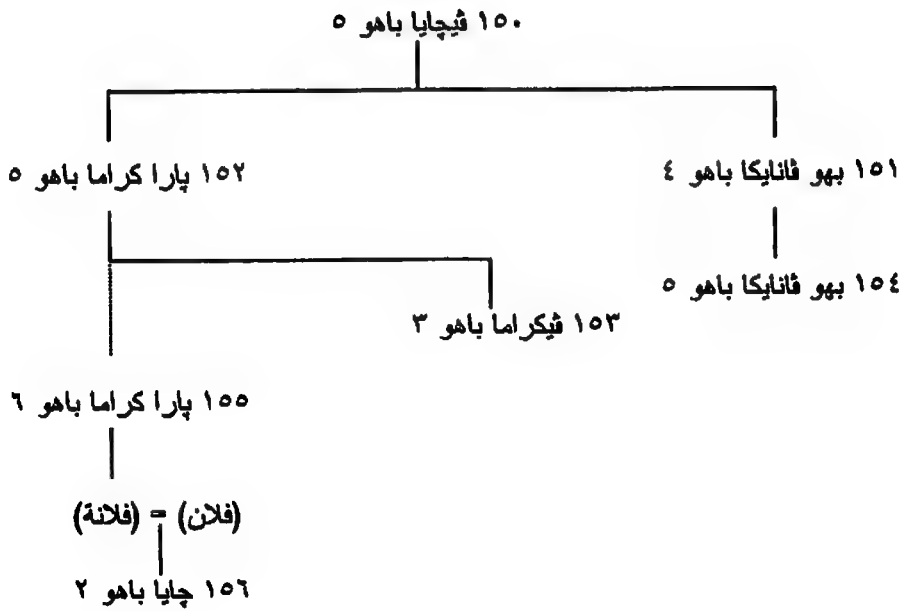 ١٥٠ ڤيچايا باهو ٥
١٥١ بهو ڤانايكا باهو ٤
١٥٢ پارا كراما باهو ٥
١٥٤ بهو ڤانايكا باهو ٥
١٥٣ ڤيكراما باهو ٣
١٥٥ پارا كراما باهو ٦
(فلان) = (فلانة)
١٥٦ چايا باهو ٢